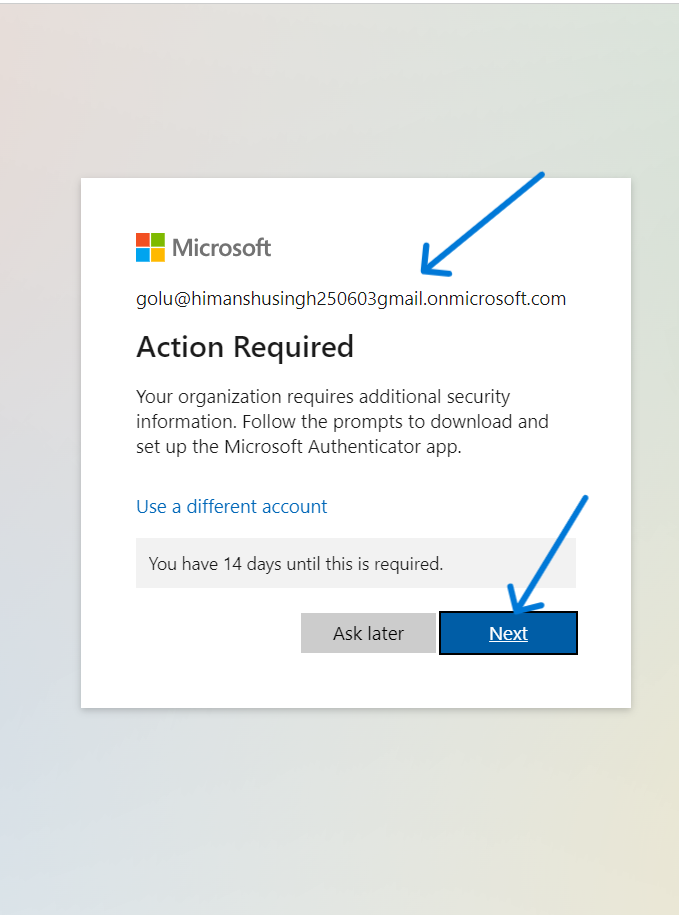 Microsoft
golu@himanshusingh250603gmail.onmicrosoft.com
Action Required
Your organization requires additional security
information. Follow the prompts to download and
set up the Microsoft Authenticator app.
Use a different account
You have 14 days until this is required.
Ask later
Next